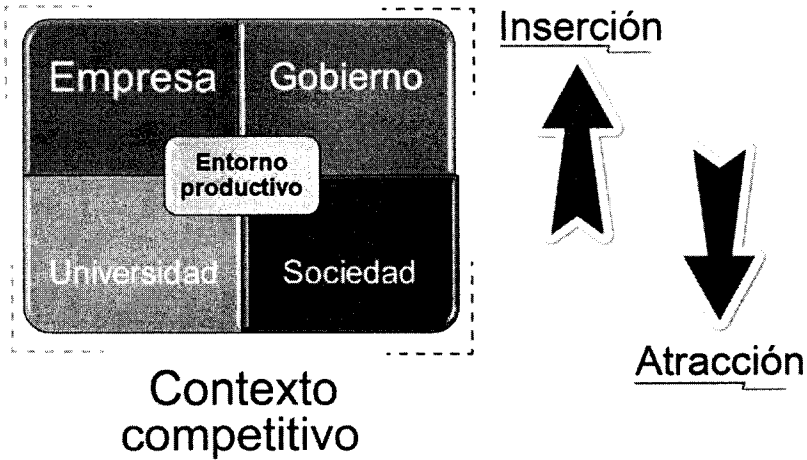 Inserción
Empresa
Gobierno
Entorno
productivo
Universidad
Sociedad
Atracción
Contexto
competitivo